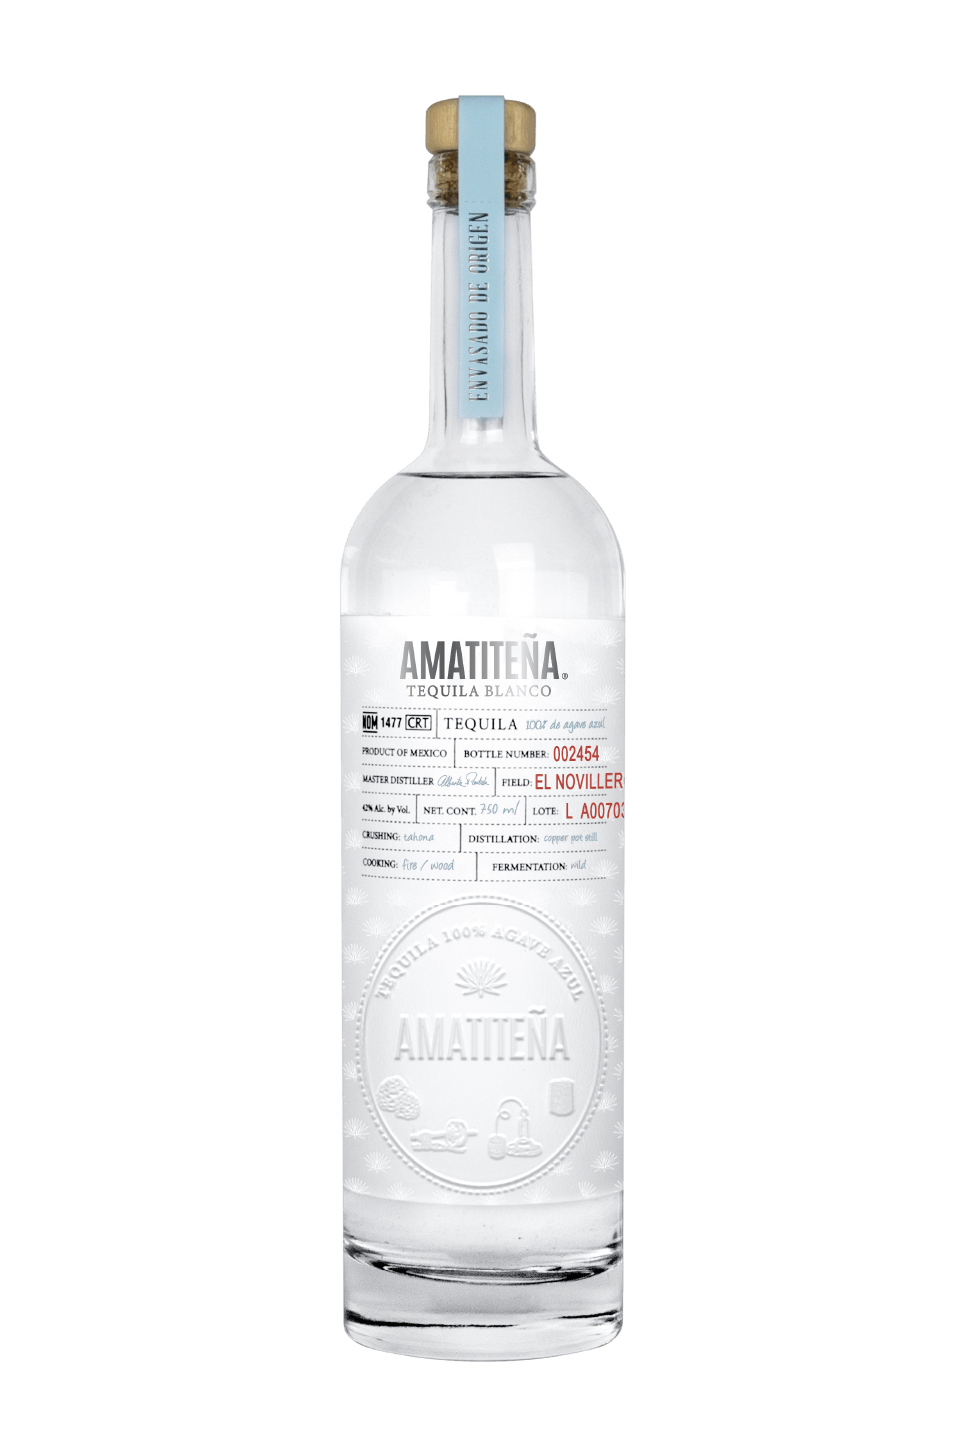 ENVASADO DE ORIGEN
AMATITEÑA®
TEQUILA BLANCO
NOM 1477 CRT TEQUILA 100% de agave azul
PRODUCT OF MEXICO BOTTLE NUMBER: 002454
MASTER DISTILLER FIELD: EL NOVILLER
42% Alc. by Vol. NET. CONT. 750 ml LOTE: L A00703
CRUSHING: tahona DISTILLATION: copper pot still
COOKING: fire / wood FERMENTATION: wild
TEQUILA 100% AGAVE AZUL
AMATITEÑA